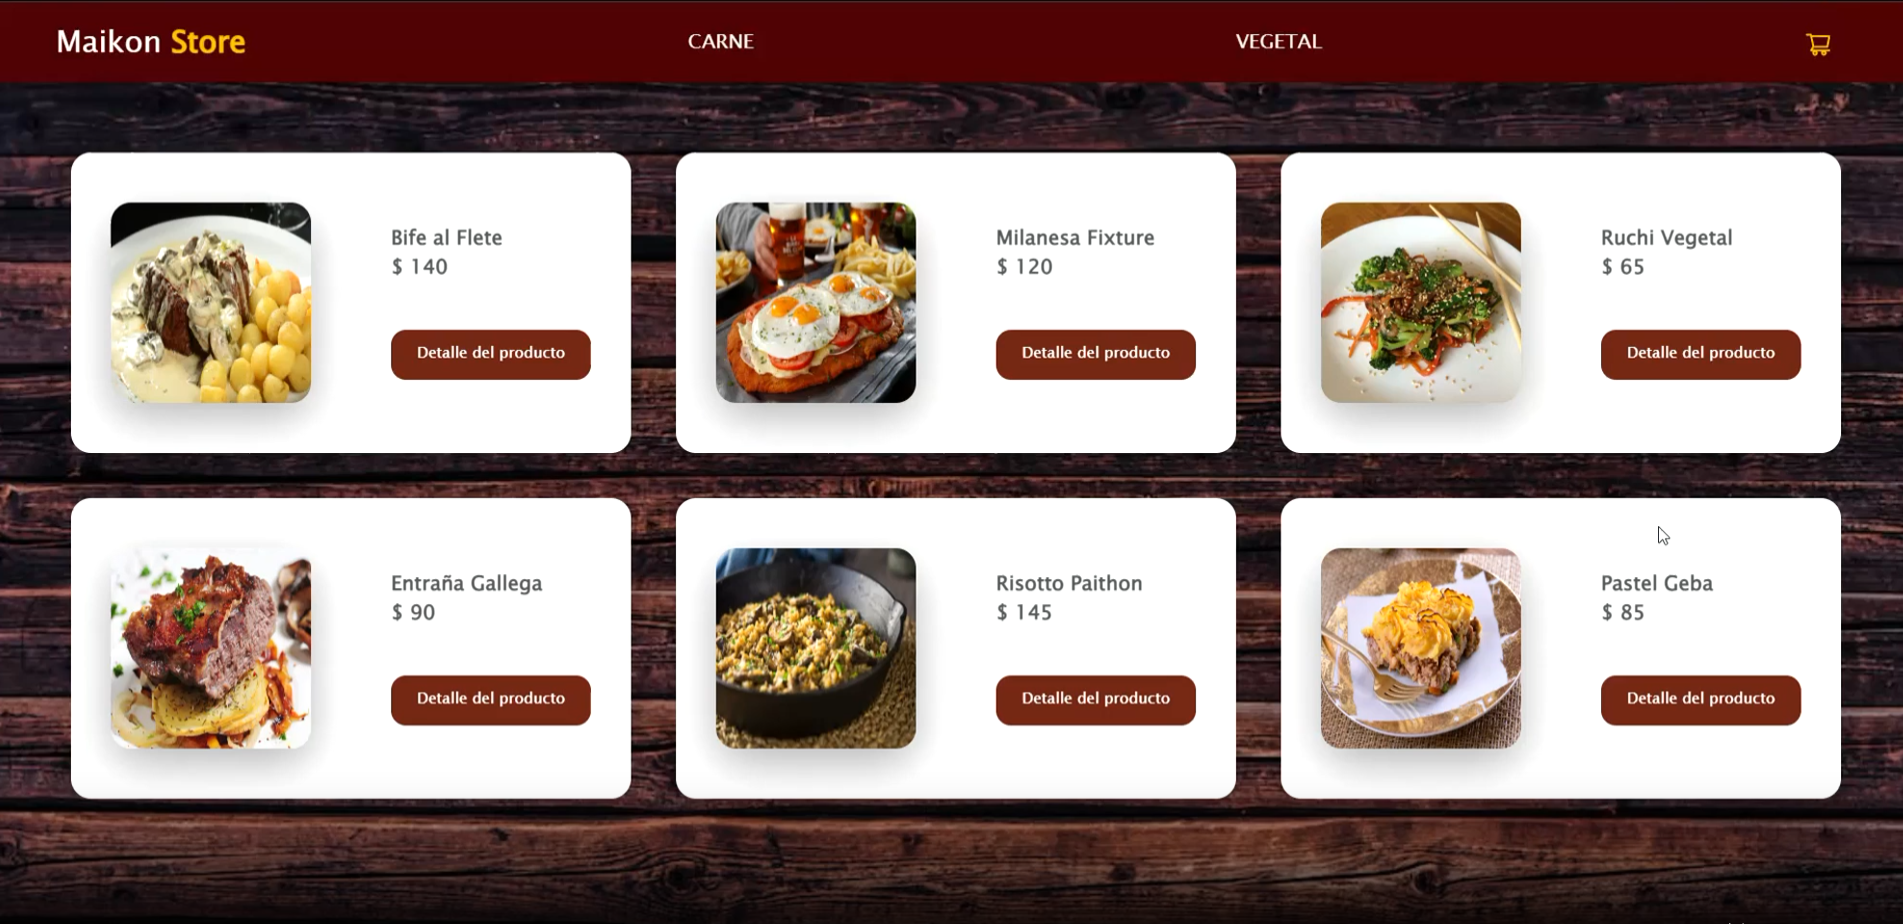 Maikon Store
CARNE
VEGETAL
Bife al Flete
$ 140
Detalle del producto
Milanesa Fixture
$ 120
Detalle del producto
Ruchi Vegetal
$ 65
Detalle del producto
Entraña Gallega
$ 90
Detalle del producto
Risotto Paithon
$ 145
Detalle del producto
Pastel Geba
$ 85
Detalle del producto